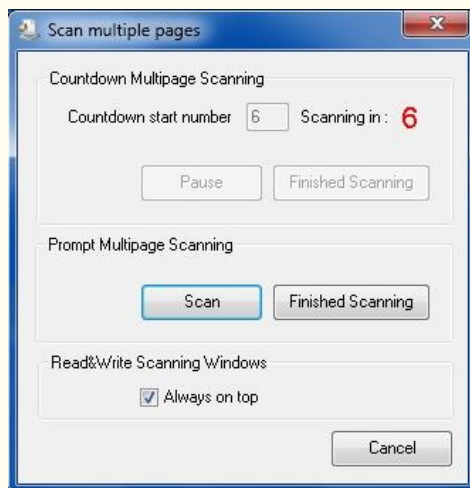 Scan multiple pages
Countdown Multipage Scanning
Countdown start number 6 Scanning in : 6
Pause Finished Scanning
Prompt Multipage Scanning
Scan Finished Scanning
Read&Write Scanning Windows
Always on top
Cancel